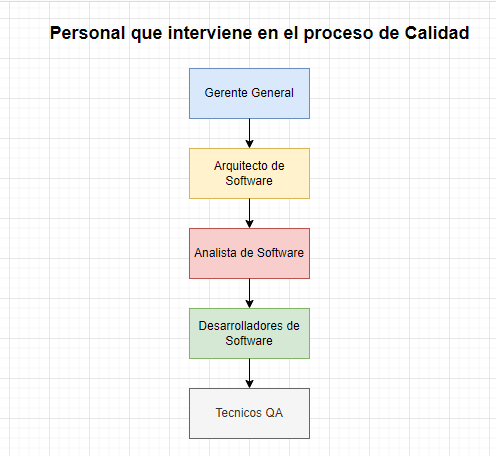 Personal que interviene en el proceso de Calidad
Gerente General
Arquitecto de
Software
Analista de Software
Desarrolladores de
Software
Tecnicos QA